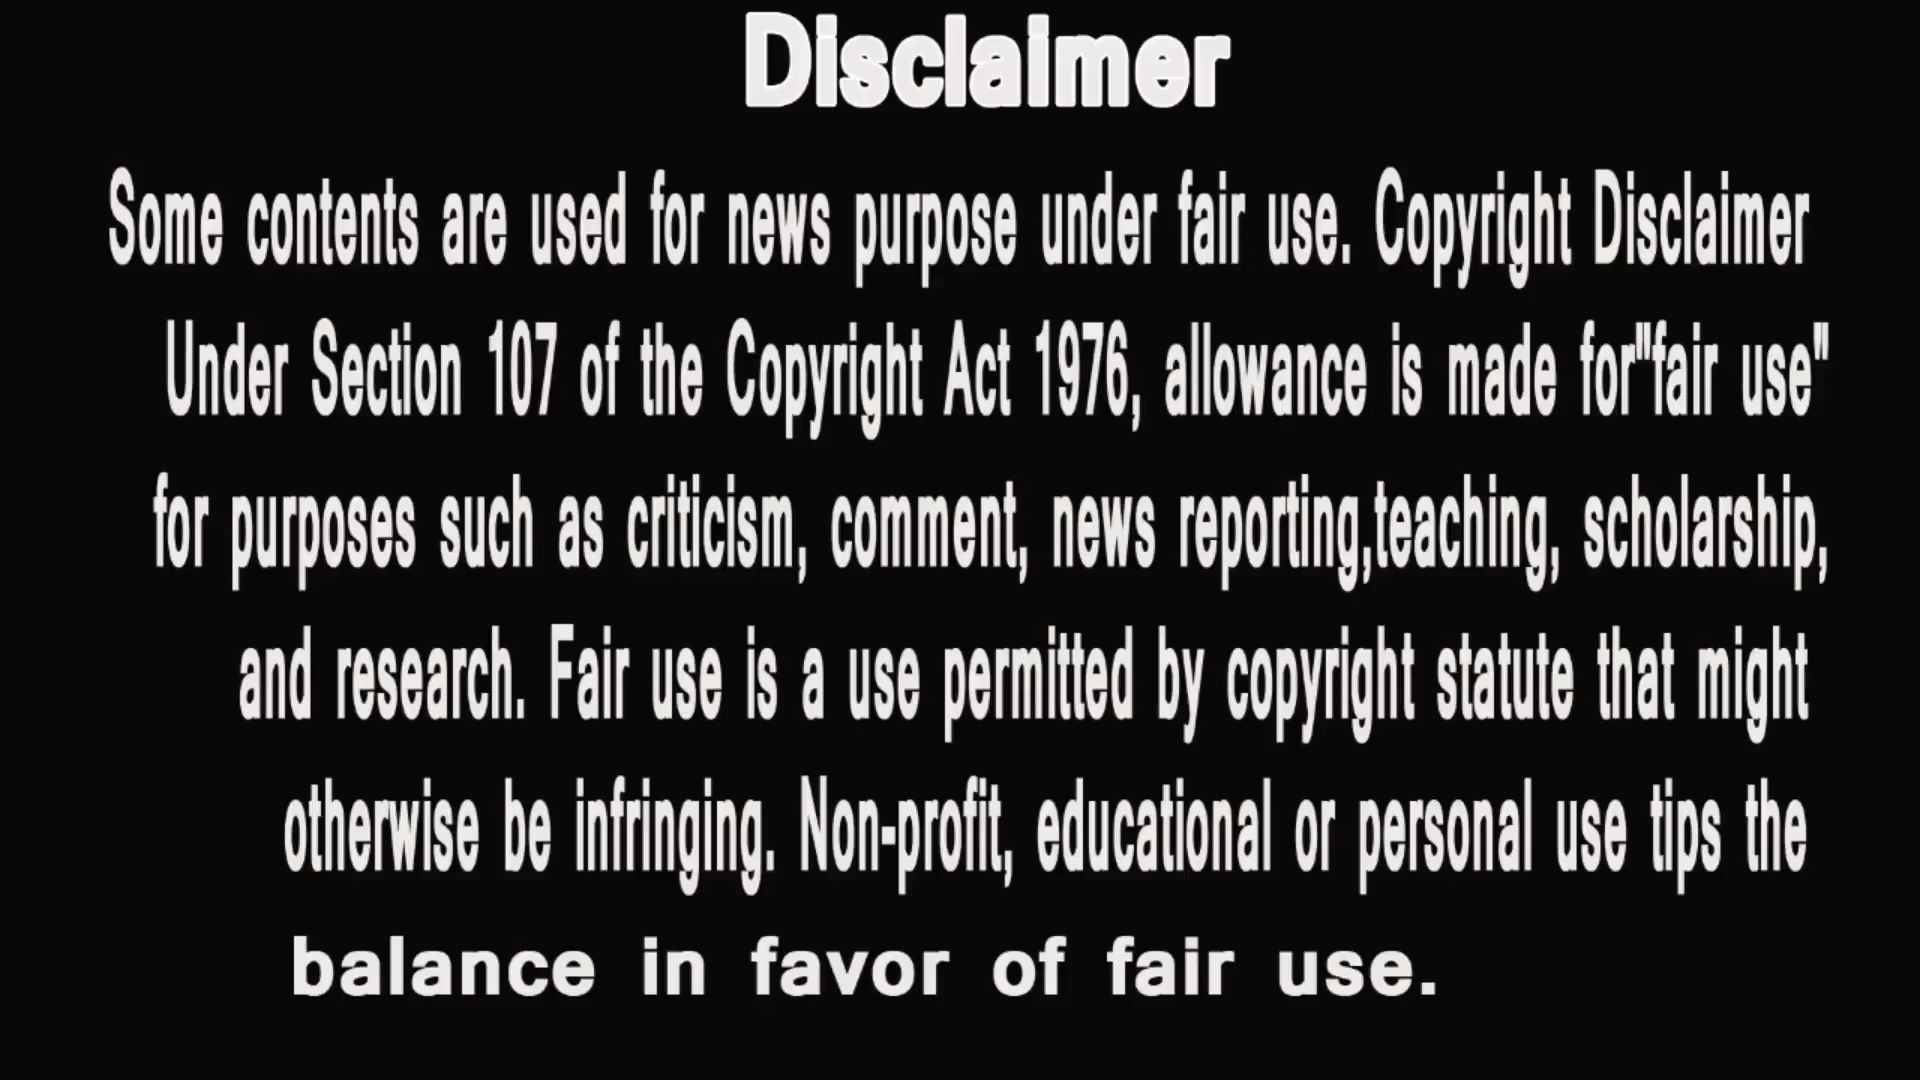 Disclaimer
Some contents are used for news purpose under fair use. Copyright Disclaimer
Under Section 107 of the Copyright Act 1976, allowance is made for"fair use"
for purposes such as criticism, comment, news reporting,teaching, scholarship,
and research. Fair use is a use permitted by copyright statute that might
otherwise be infringing. Non-profit, educational or personal use tips the
balance in favor of fair use.